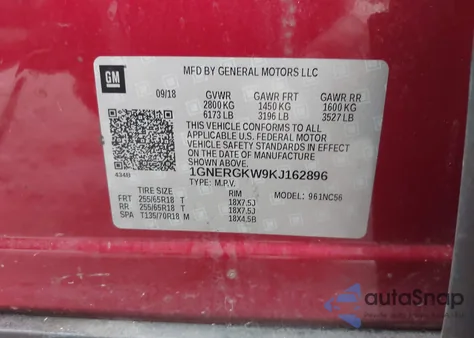 GM
MFD BY GENERAL MOTORS LLC
09/18 GVWR GAWR FRT GAWR RR
2800 KG 1450 KG 1600 KG
6173 LB 3196 LB 3527 LB
THIS VEHICLE CONFORMS TO ALL
APPLICABLE U.S. FEDERAL MOTOR
VEHICLE SAFETY STANDARDS IN EFFECT
ON THE DATE OF MANUFACTURE
SHOWN ABOVE.
1GNERGKW9KJ162896
434B TYPE: M.P.V. MODEL: 961NC56
TIRE SIZE RIM
FRT 255/65R18 T 18X7.5J
RR 255/65R18 T 18X7.5J
SPA T135/70R18 M 18X4.5B
autoSnap